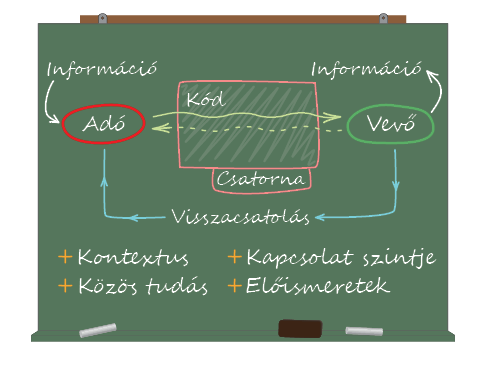 Információ
Információ
Kód
Adó
Vevő
Csatorna
Visszacsatolás
+ Kontextus
+ Kapcsolat szintje
+ Közös tudás
+ Előismeretek